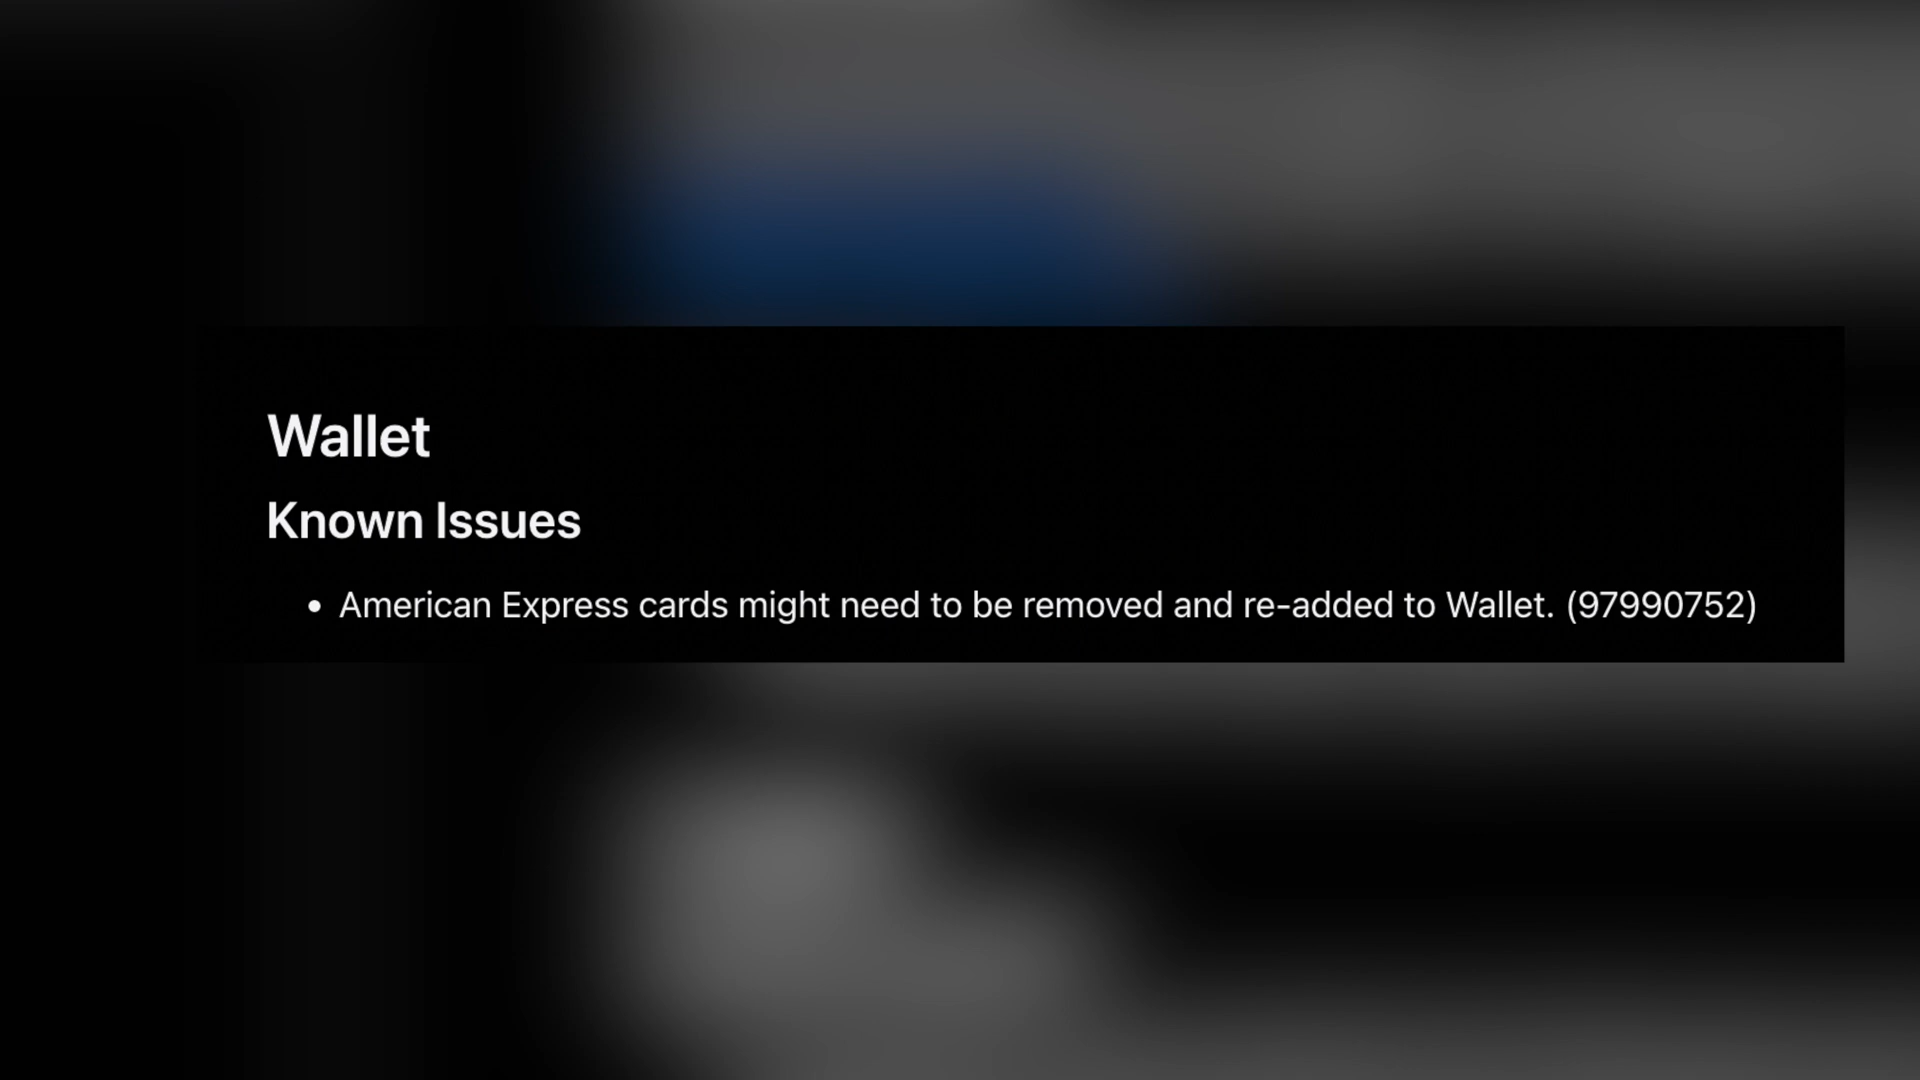 Wallet
Known Issues
• American Express cards might need to be removed and re-added to Wallet. (97990752)